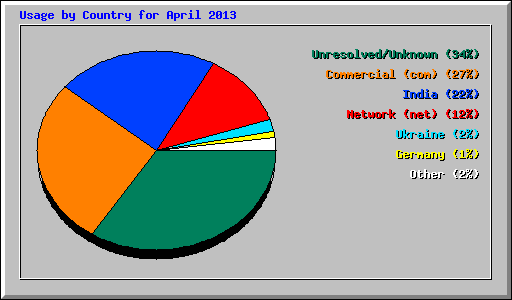 Usage by Country for April 2013
Unresolved/Unknown (34%)
Commercial (com) (27%)
India (22%)
Network (net) (12%)
Ukraine (2%)
Germany (1%)
Other (2%)